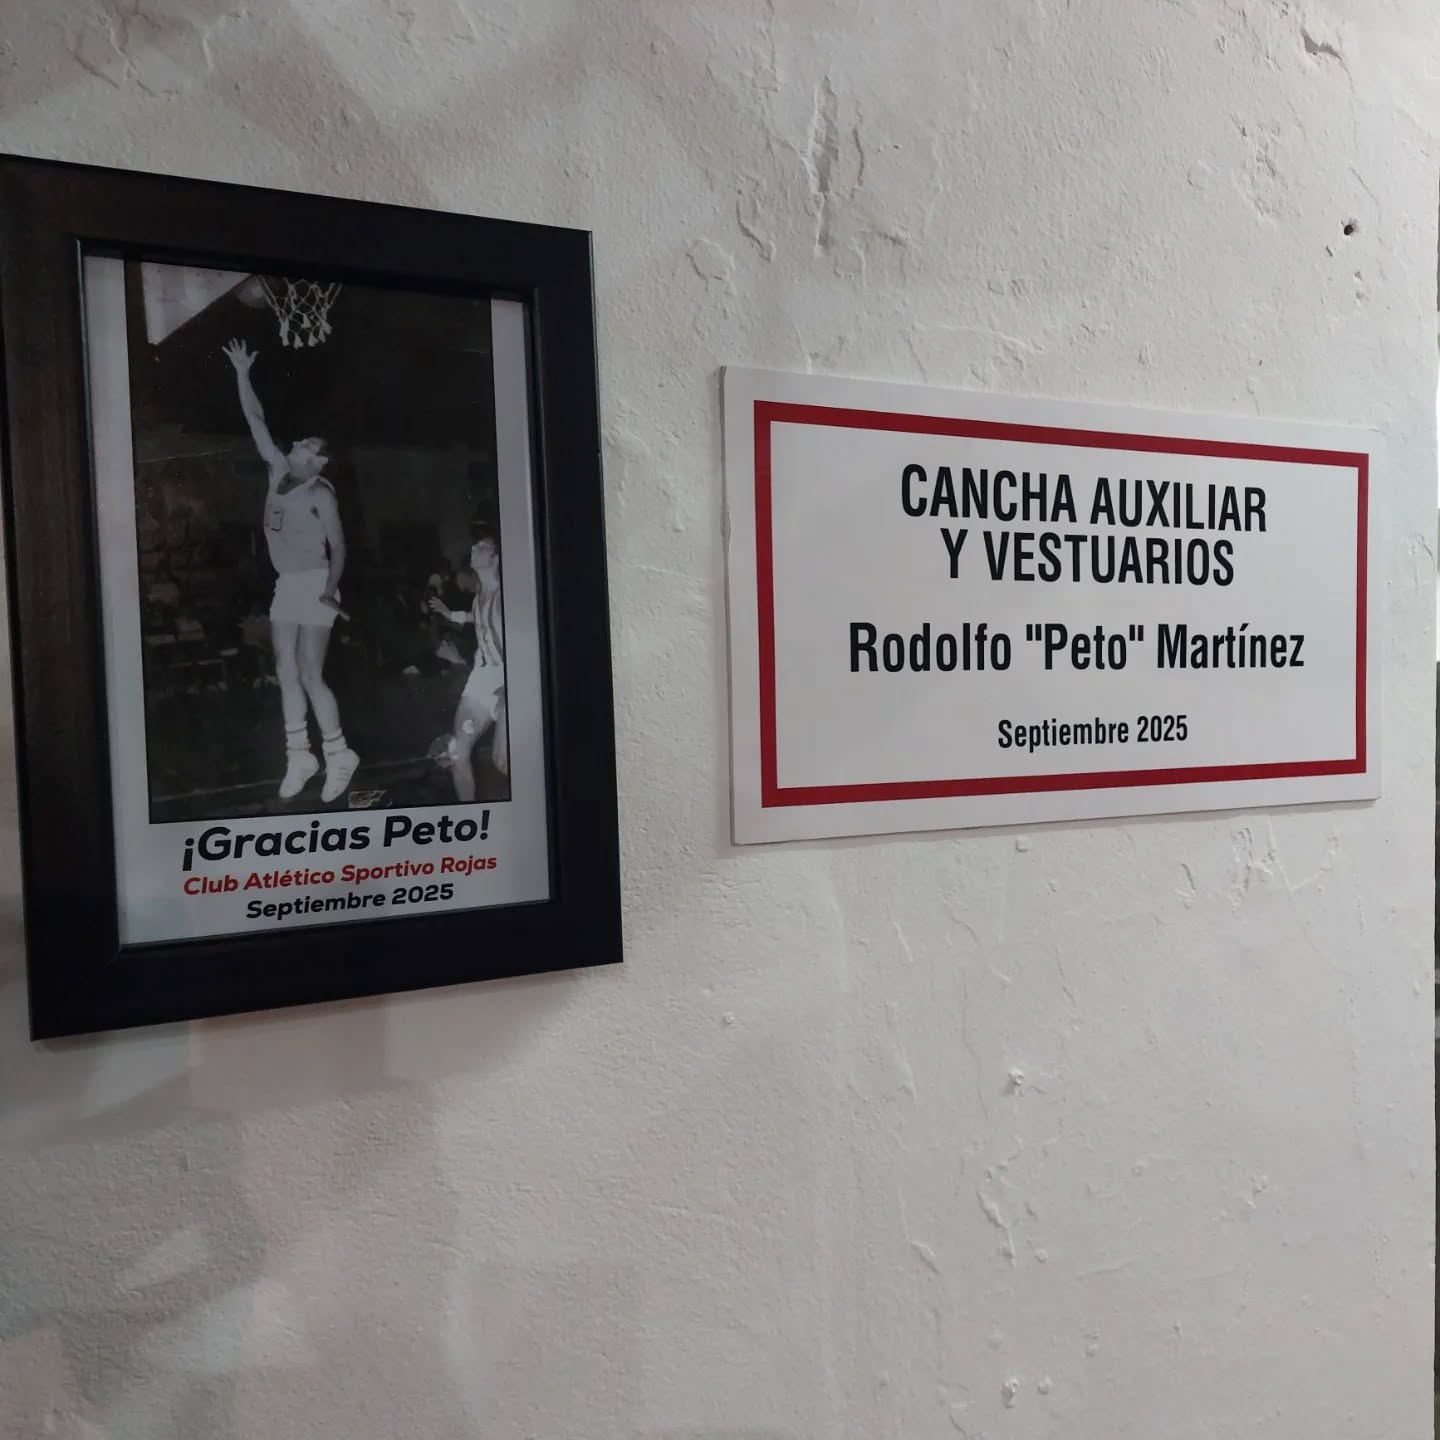 ¡Gracias Peto!
Club Atlético Sportivo Rojas
Septiembre 2025
CANCHA AUXILIAR
Y VESTUARIOS
Rodolfo "Peto" Martínez
Septiembre 2025